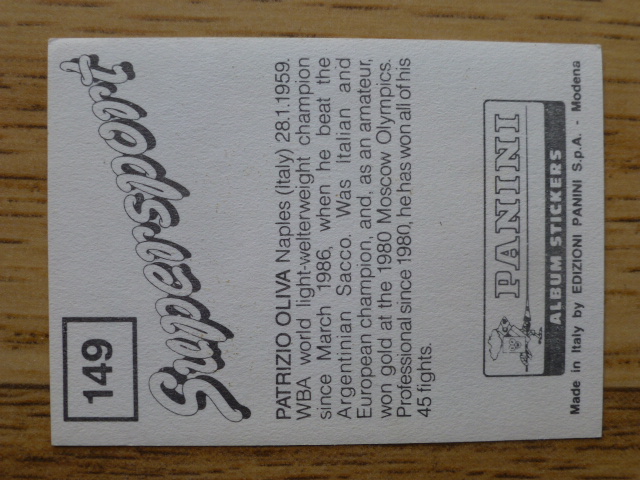 149
Supersport
PATRIZIO OLIVA Naples (Italy) 28.1.1959.
WBA world light-welterweight champion
since March 1986, when he beat the
Argentinian Sacco. Was Italian and
European champion, and, as an amateur,
won gold at the 1980 Moscow Olympics.
Professional since 1980, he has won all of his
45 fights.
PANINI
ALBUM STICKERS
Made in Italy by EDIZIONI PANINI S.p.A. - Modena